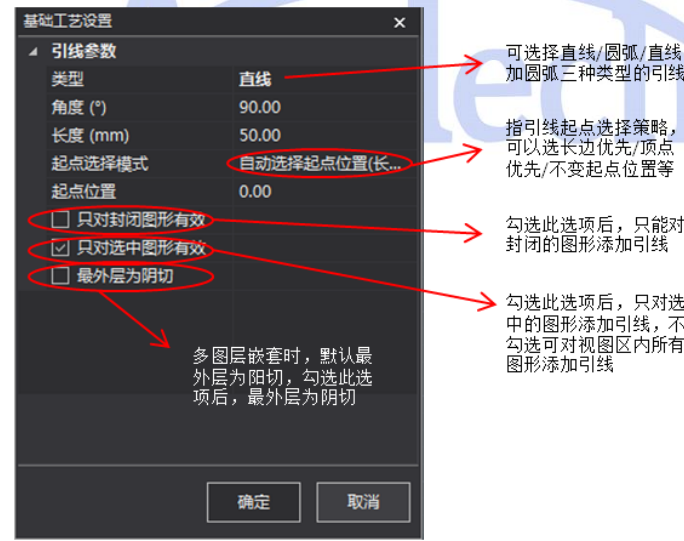 基础工艺设置
引线参数
类型 直线
角度 (°) 90.00
长度 (mm) 50.00
起点选择模式 自动选择起点位置(长...
起点位置 0.00
只对封闭图形有效
只对选中图形有效
最外层为阴切
多图层嵌套时，默认最
外层为阳切，勾选此选
项后，最外层为阴切
确定 取消
可选择直线/圆弧/直线
加圆弧三种类型的引线
指引线起点选择策略，
可以选长边优先/顶点
优先/不变起点位置等
勾选此选项后，只能对
封闭的图形添加引线
勾选此选项后，只对选
中的图形添加引线，不
勾选可对视图区内所有
图形添加引线